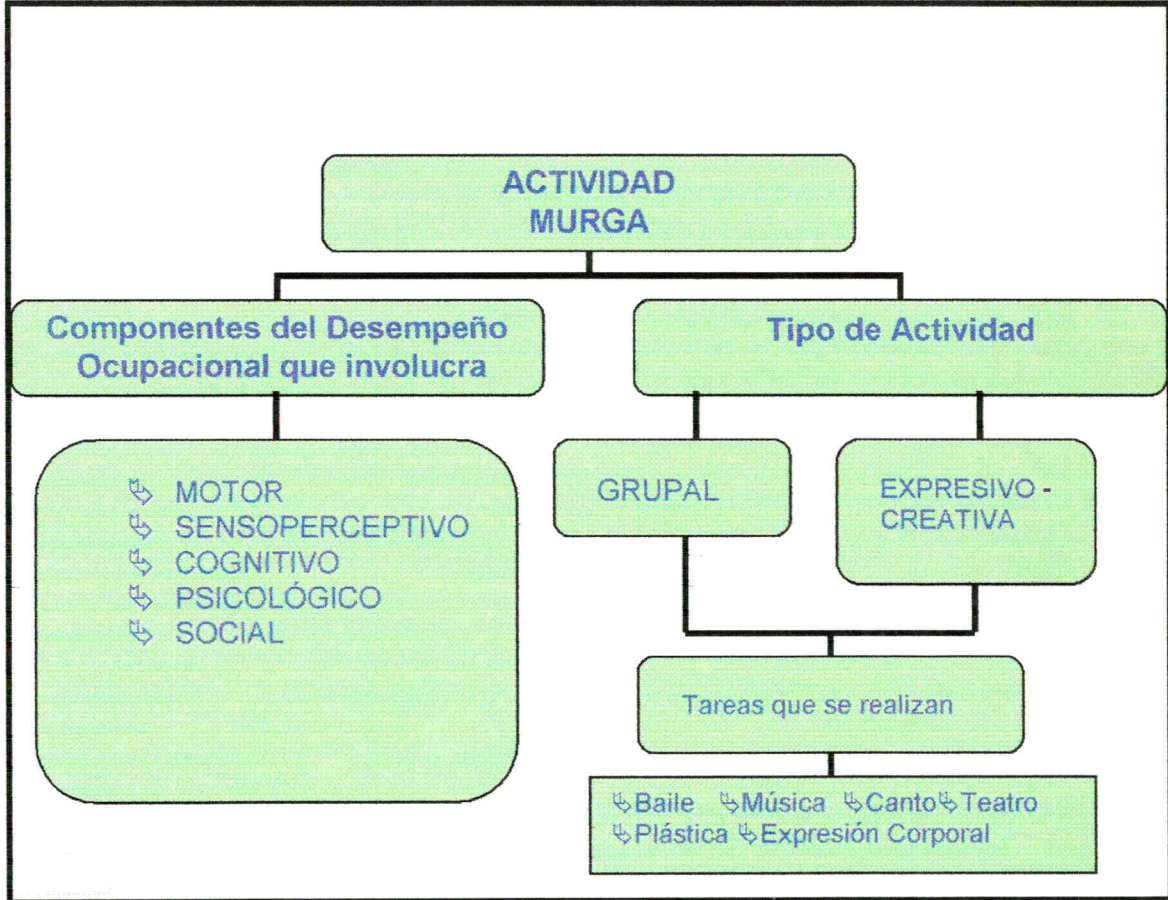 ACTIVIDAD
MURGA
Componentes del Desempeño
Ocupacional que involucra
Tipo de Actividad
MOTOR
SENSOPERCEPTIVO
COGNITIVO
PSICOLÓGICO
SOCIAL
GRUPAL
EXPRESIVO -
CREATIVA
Tareas que se realizan
Baile Música Canto Teatro
Plástica Expresión Corporal